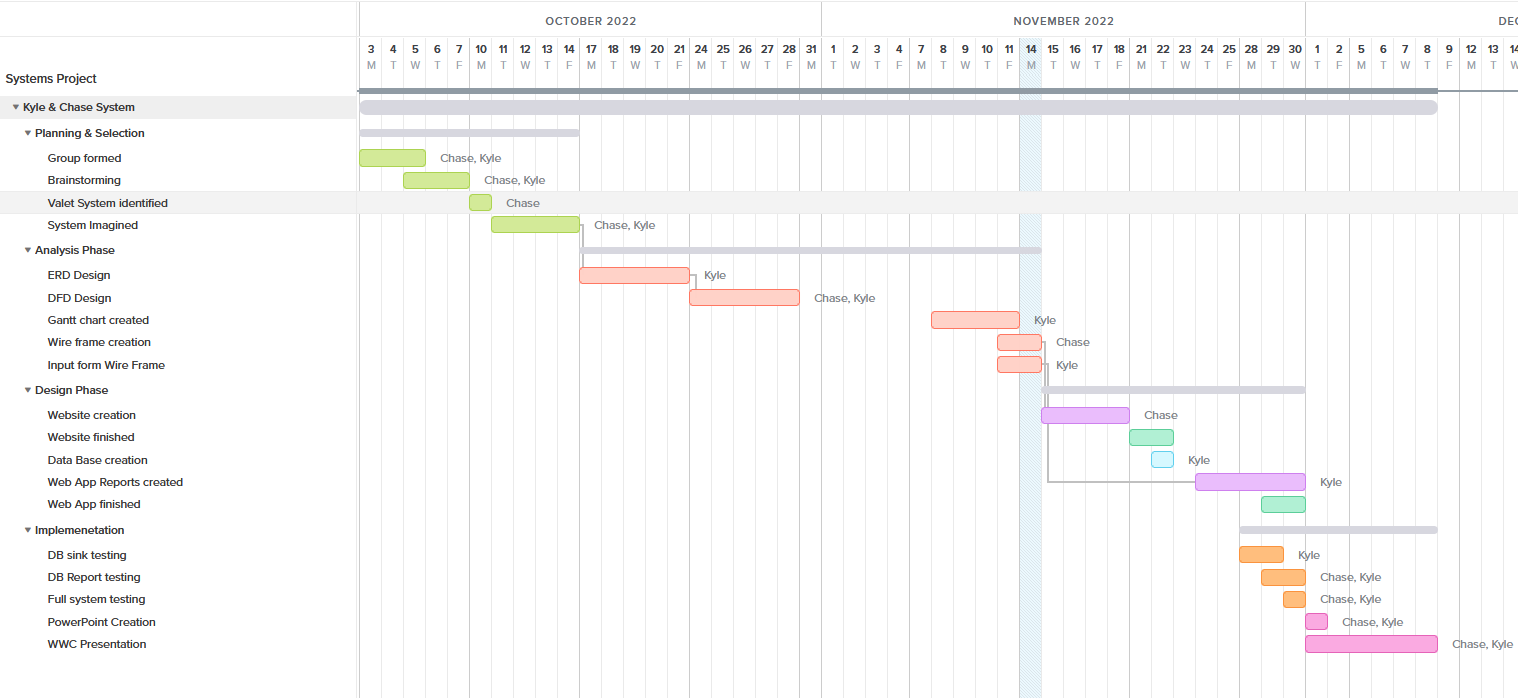 OCTOBER 2022 NOVEMBER 2022 DEC
3 4 5 6 7 10 11 12 13 14 17 18 19 20 21 24 25 26 27 28 31 1 2 3 4 7 8 9 10 11 14 15 16 17 18 21 22 23 24 25 28 29 30 1 2 5 6 7 8 9 12 13 14
M T W T F M T W T F M T W T F M T W T F M T W T F M T W T F M T W T F M T W T F M T W T F M T W T F M T W
Systems Project
Kyle & Chase System
Planning & Selection
Group formed Chase, Kyle
Brainstorming Chase, Kyle
Valet System identified Chase
System Imagined Chase, Kyle
Analysis Phase
ERD Design Kyle
DFD Design Chase, Kyle
Gantt chart created Kyle
Wire frame creation Chase
Input form Wire Frame Kyle
Design Phase
Website creation Chase
Website finished
Data Base creation Kyle
Web App Reports created Kyle
Web App finished
Implemenetation
DB sink testing Kyle
DB Report testing Chase, Kyle
Full system testing Chase, Kyle
PowerPoint Creation Chase, Kyle
WWC Presentation Chase, Kyle